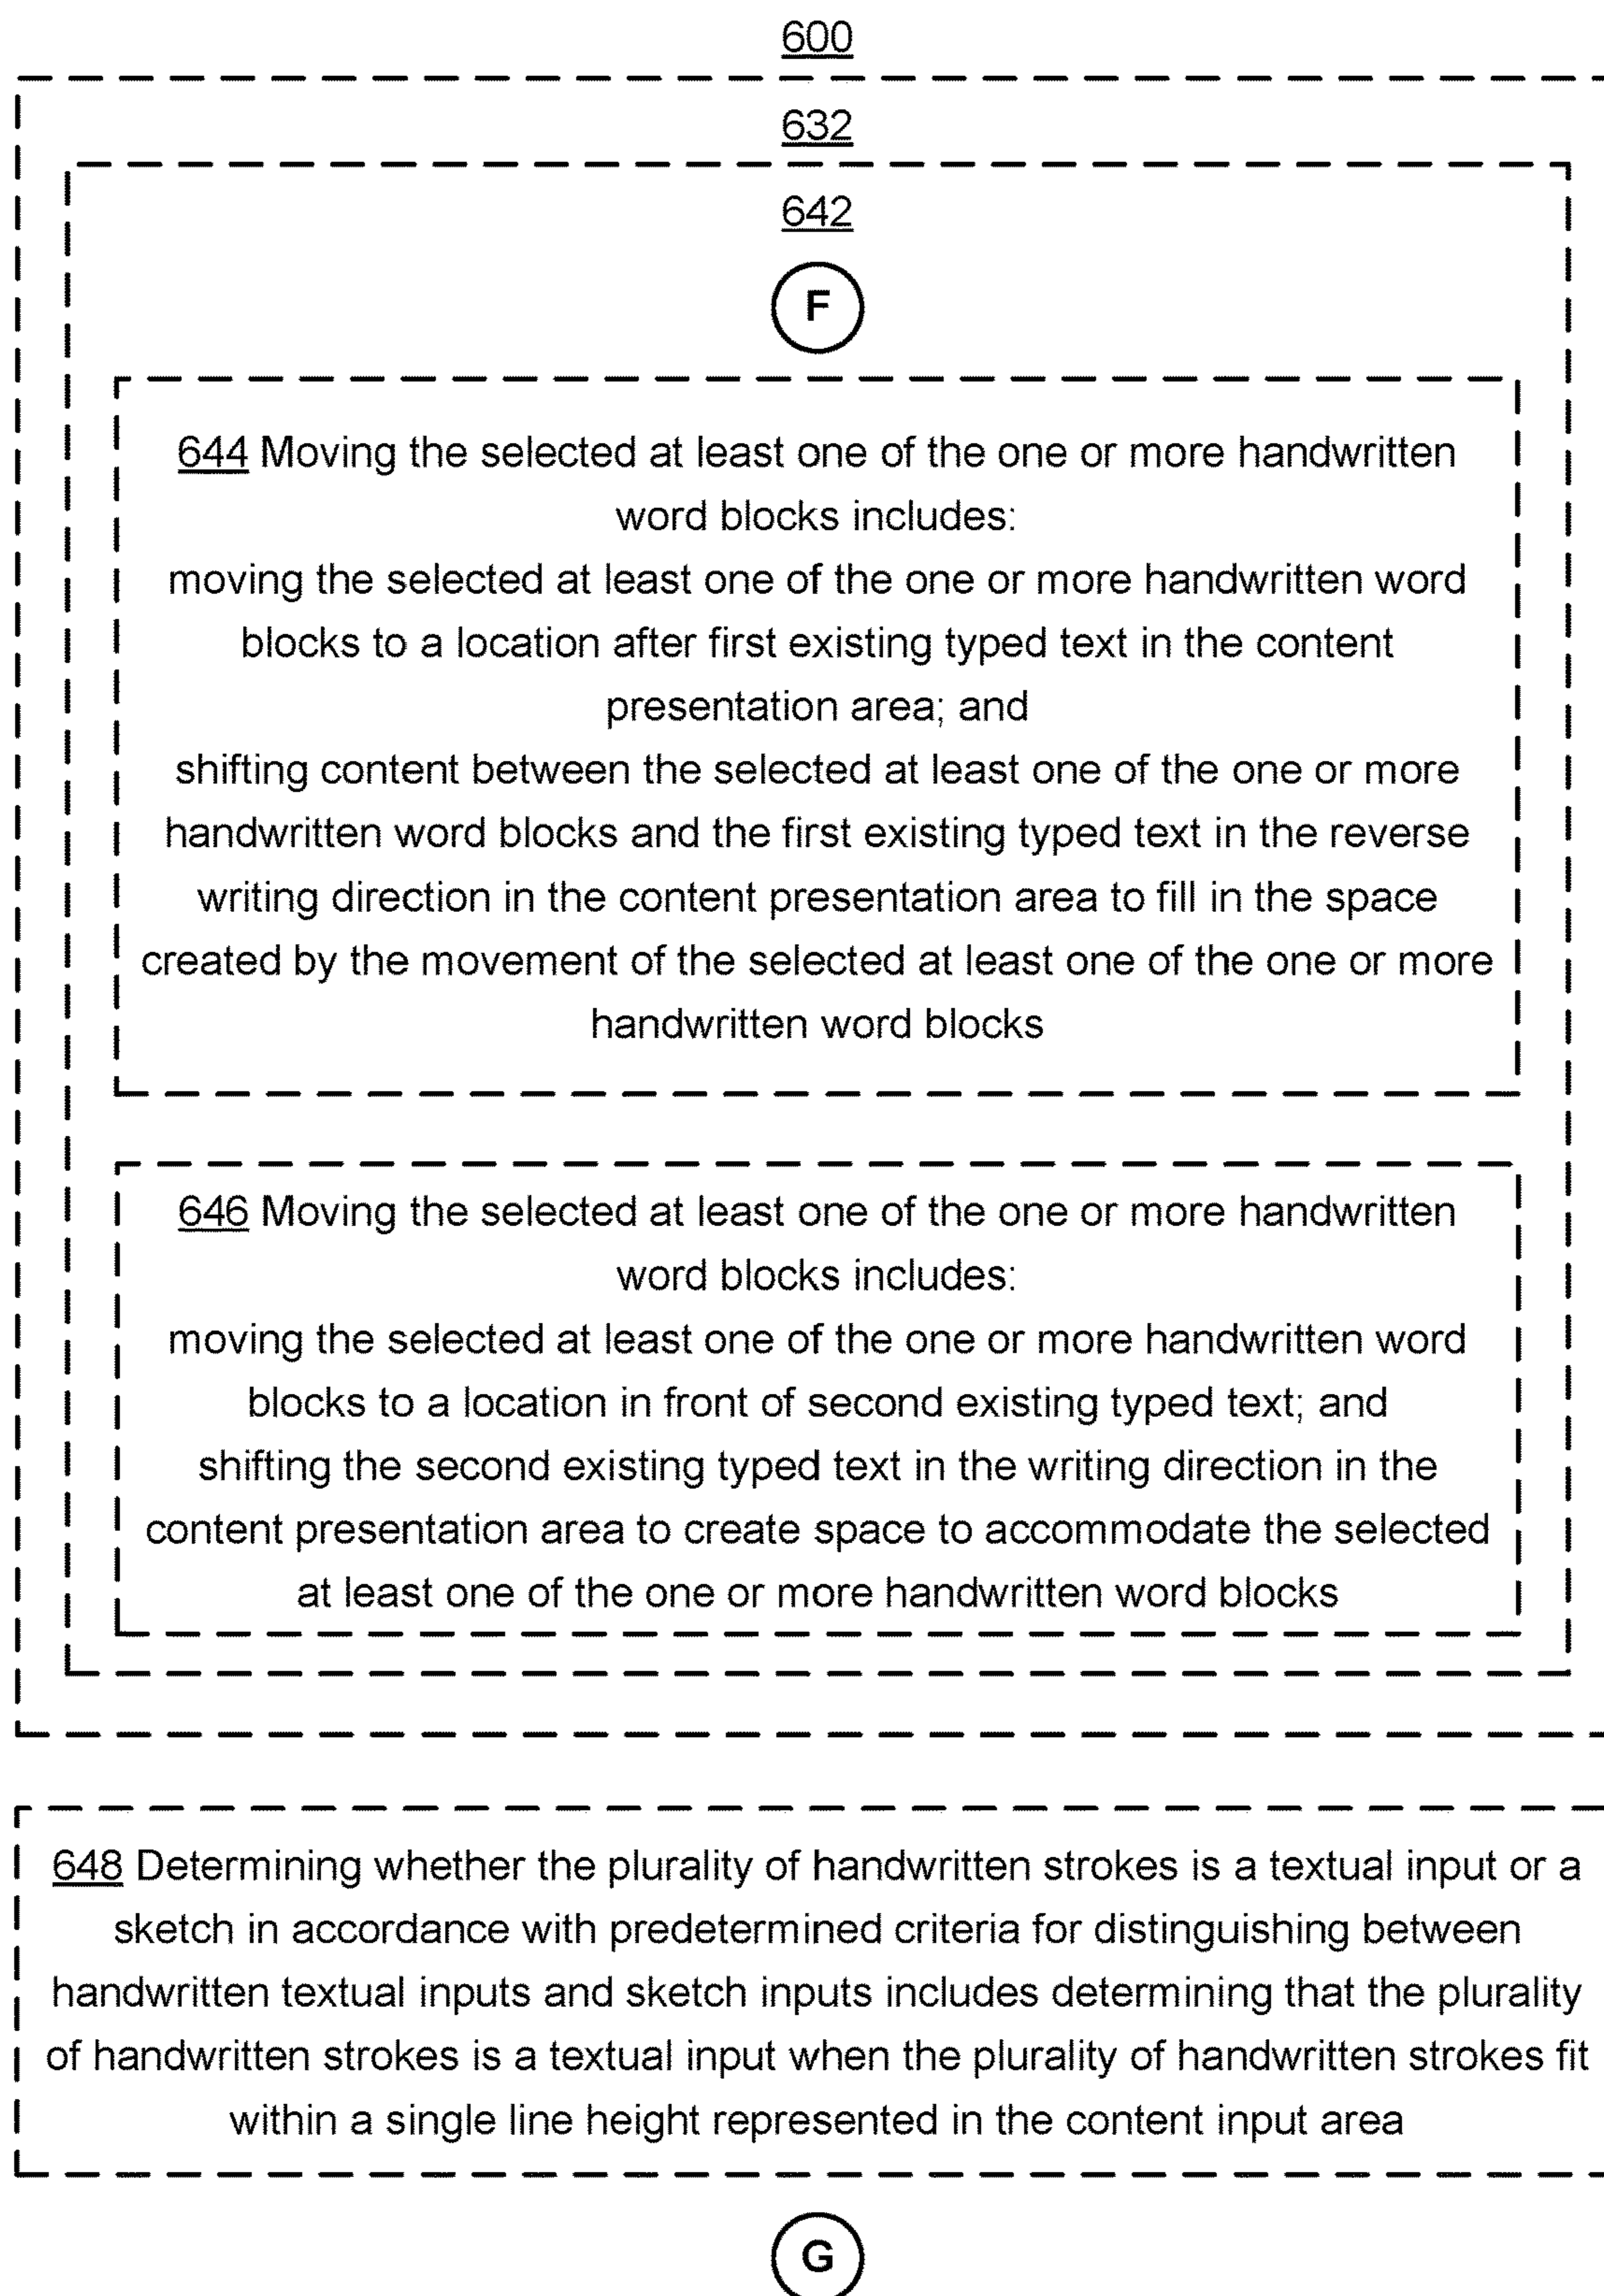 600
632
642
F
644 Moving the selected at least one of the one or more handwritten
word blocks includes:
moving the selected at least one of the one or more handwritten word
blocks to a location after first existing typed text in the content
presentation area; and
shifting content between the selected at least one of the one or more
handwritten word blocks and the first existing typed text in the reverse
writing direction in the content presentation area to fill in the space
created by the movement of the selected at least one of the one or more
handwritten word blocks
646 Moving the selected at least one of the one or more handwritten
word blocks includes:
moving the selected at least one of the one or more handwritten word
blocks to a location in front of second existing typed text; and
shifting the second existing typed text in the writing direction in the
content presentation area to create space to accommodate the selected
at least one of the one or more handwritten word blocks
648 Determining whether the plurality of handwritten strokes is a textual input or a
sketch in accordance with predetermined criteria for distinguishing between
handwritten textual inputs and sketch inputs includes determining that the plurality
of handwritten strokes is a textual input when the plurality of handwritten strokes fit
within a single line height represented in the content input area
G